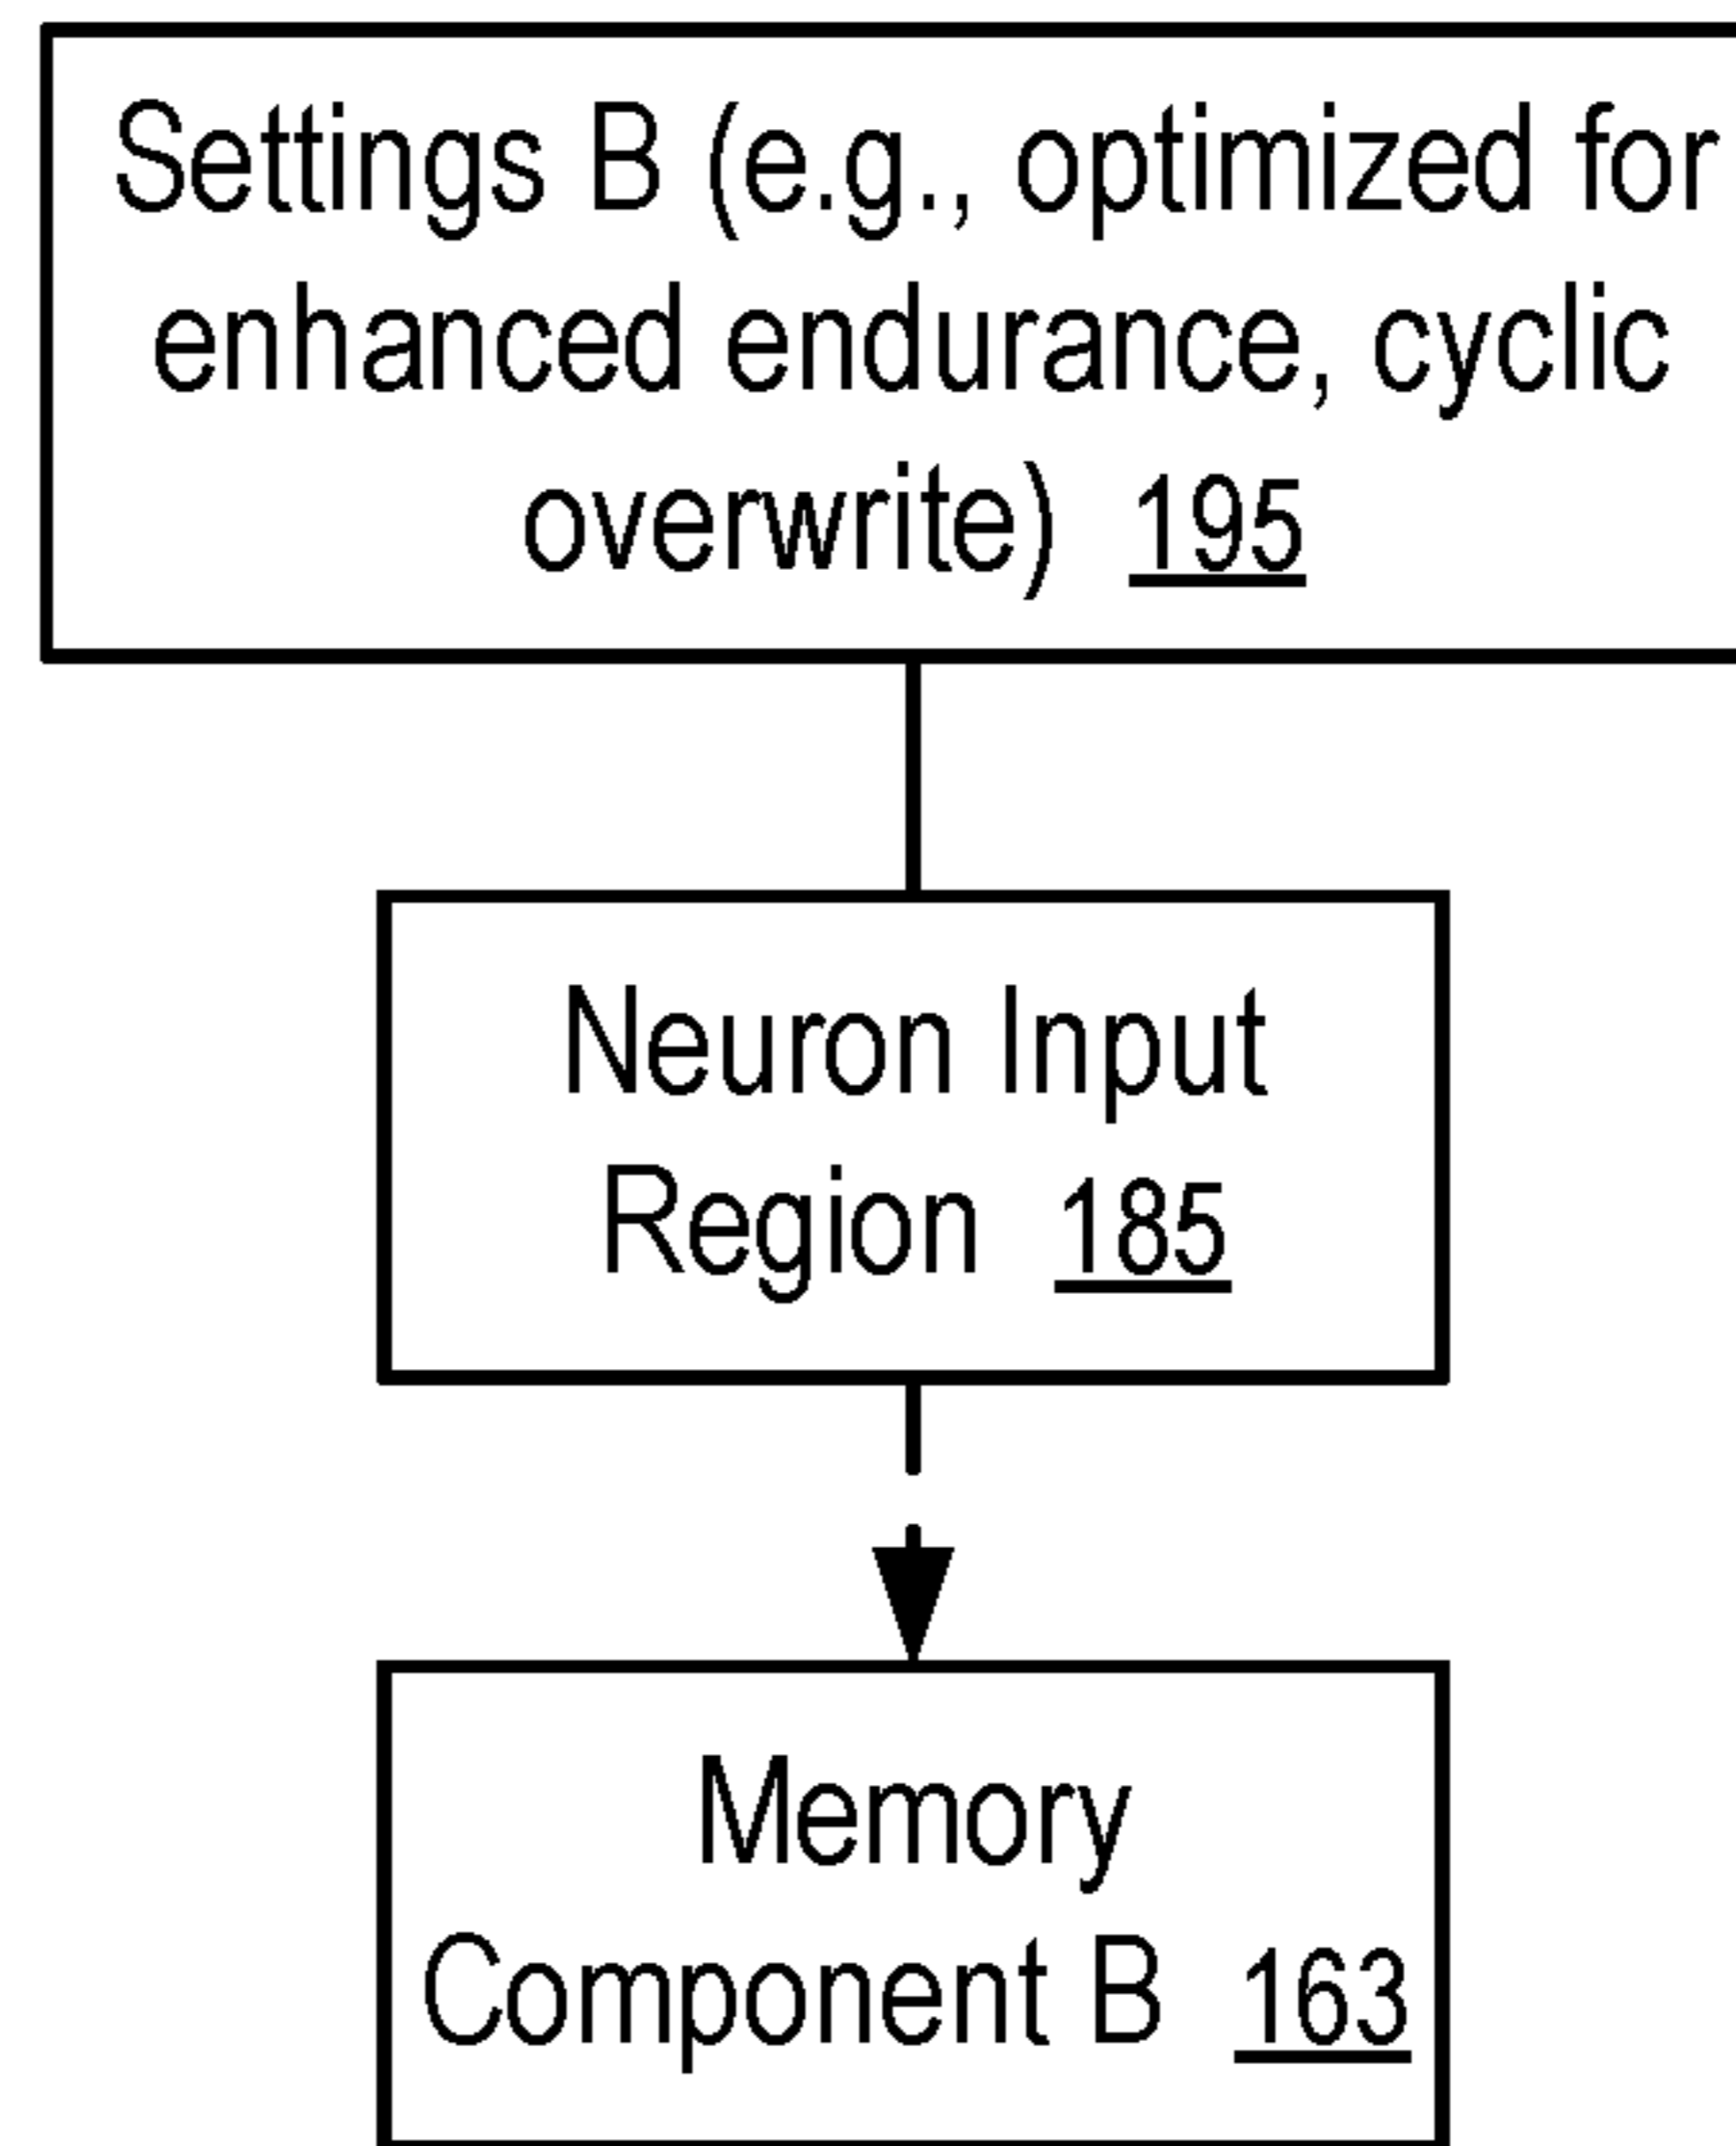 Settings B (e.g., optimized for
enhanced endurance, cyclic
overwrite) 195
Neuron Input
Region 185
Memory
Component B 163